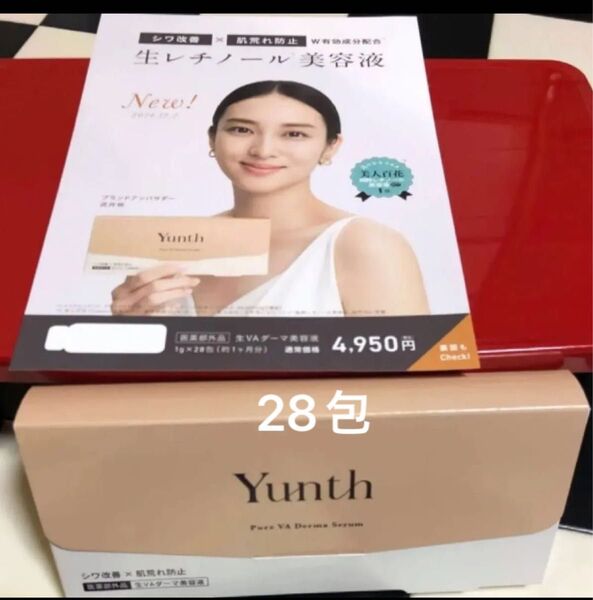 シワ改善 × 肌荒れ防止 W有効成分配合
生レチノール 美容液
New!
美人百花
ブランドアンバサダー
Yunth
医薬部外品 生VAダーマ美容液
1g×28包(約1ヶ月分) 通常価格 4,950円
裏面も
Check!
28包
Yunth
Pure VA Derma Serum
シワ改善 × 肌荒れ防止
医薬部外品 生VAダーマ美容液